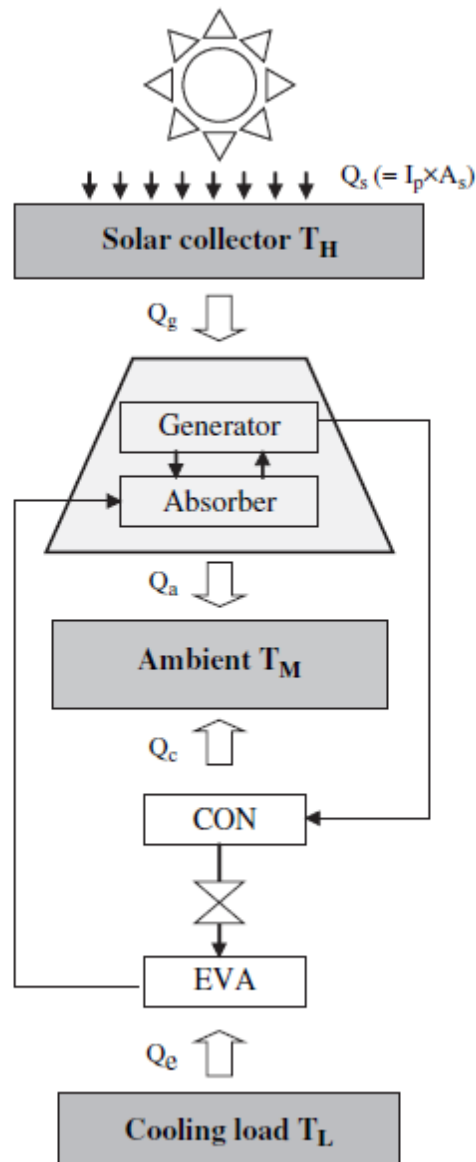 Qs (= Ip×As)
Solar collector TH
Qg
Generator
Absorber
Qa
Ambient TM
Qc
CON
EVA
Qe
Cooling load TL